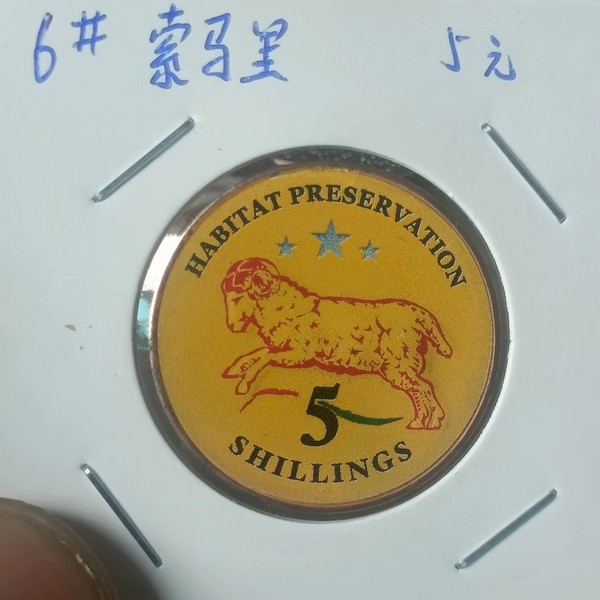 6# 索马里 5元
HABITAT PRESERVATION
5
SHILLINGS